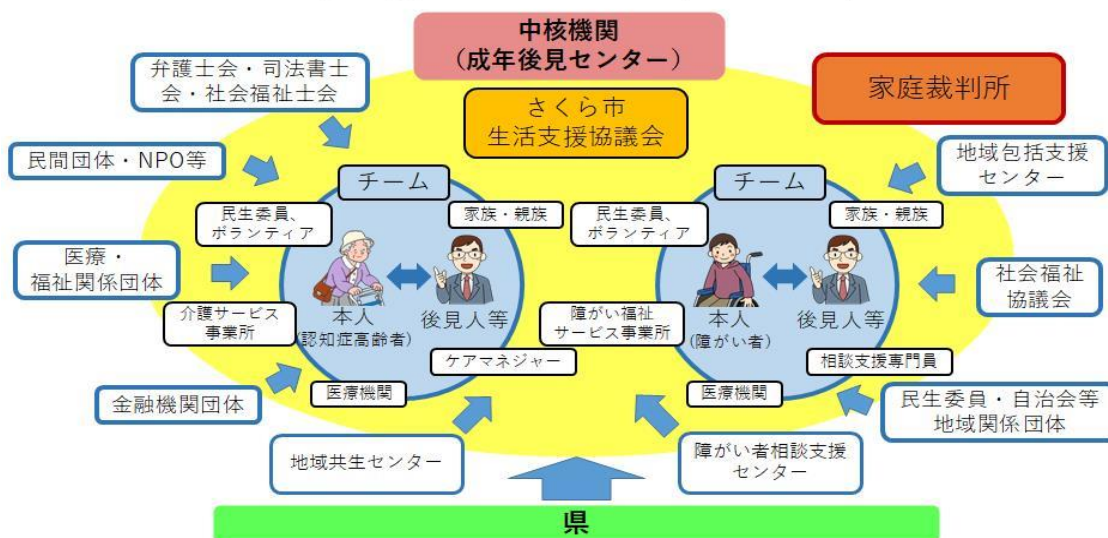 中核機関
（成年後見センター）
弁護士会・司法書士
会・社会福祉士会
さくら市
生活支援協議会
家庭裁判所
民間団体・NPO等
地域包括支援
センター
チーム
チーム
民生委員、
ボランティア
家族・親族
民生委員、
ボランティア
家族・親族
医療・
福祉関係団体
社会福祉
協議会
介護サービス
事業所
本人
(認知症高齢者)
後見人等
障がい福祉
サービス事業所
本人
(障がい者)
後見人等
ケアマネジャー
相談支援専門員
医療機関
医療機関
金融機関団体
民生委員・自治会等
地域関係団体
地域共生センター
障がい者相談支援
センター
県